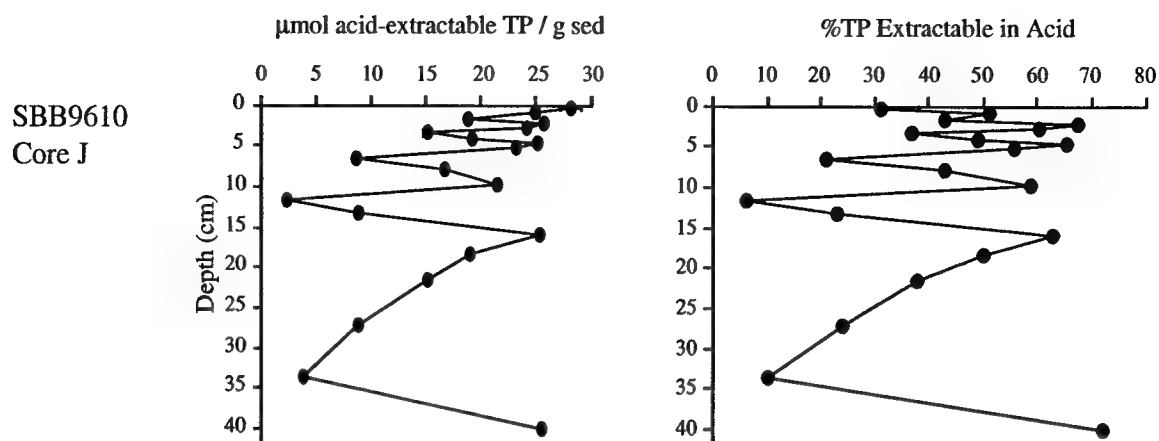 µmol acid-extractable TP / g sed
0 5 10 15 20 25 30
SBB9610
Core J
Depth (cm)
0
5
10
15
20
25
30
35
40
%TP Extractable in Acid
0 10 20 30 40 50 60 70 80
0
5
10
15
20
25
30
35
40